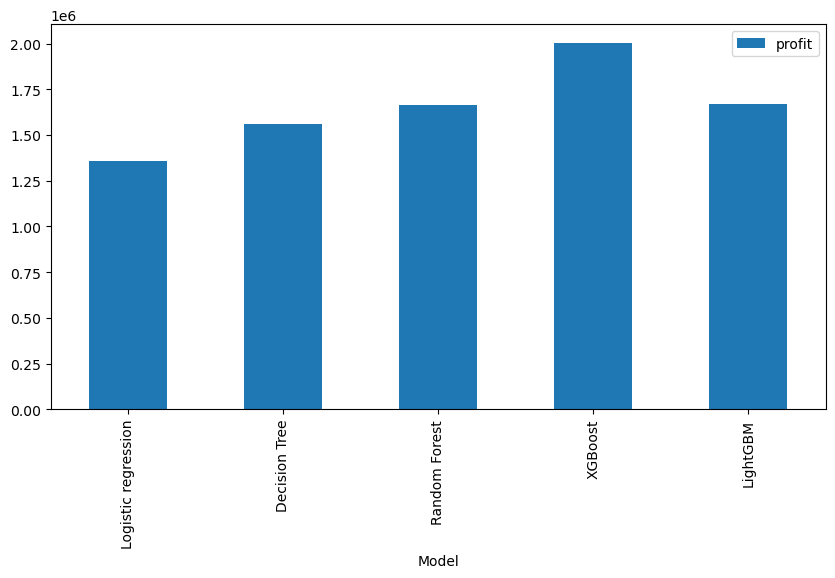 1e6
profit
2.00
1.75
1.50
1.25
1.00
0.75
0.50
0.25
0.00
Logistic regression
Decision Tree
Random Forest
XGBoost
LightGBM
Model